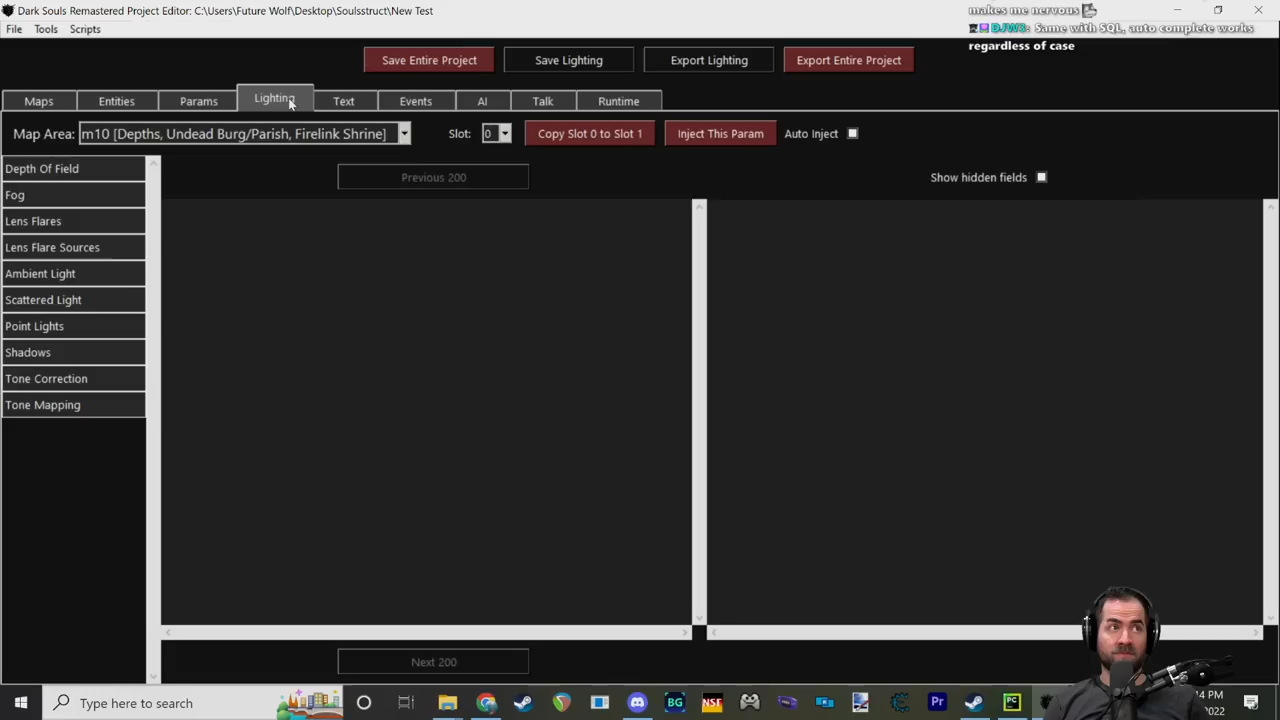 Dark Souls Remastered Project Editor: C:\Users\Future Wolf\Desktop\Soulsstruct\New Test
makes me nervous
DJW3: Same with SQL, auto complete works
regardless of case
File Tools Scripts
Save Entire Project Save Lighting Export Lighting Export Entire Project
Maps Entities Params Lighting Text Events AI Talk Runtime
Map Area: m10 [Depths, Undead Burg/Parish, Firelink Shrine] Slot: 0 Copy Slot 0 to Slot 1 Inject This Param Auto Inject
Depth Of Field
Previous 200 Show hidden fields
Fog
Lens Flares
Lens Flare Sources
Ambient Light
Scattered Light
Point Lights
Shadows
Tone Correction
Tone Mapping
Next 200
Type here to search
BG NSF Pr PC
14 PM
2022